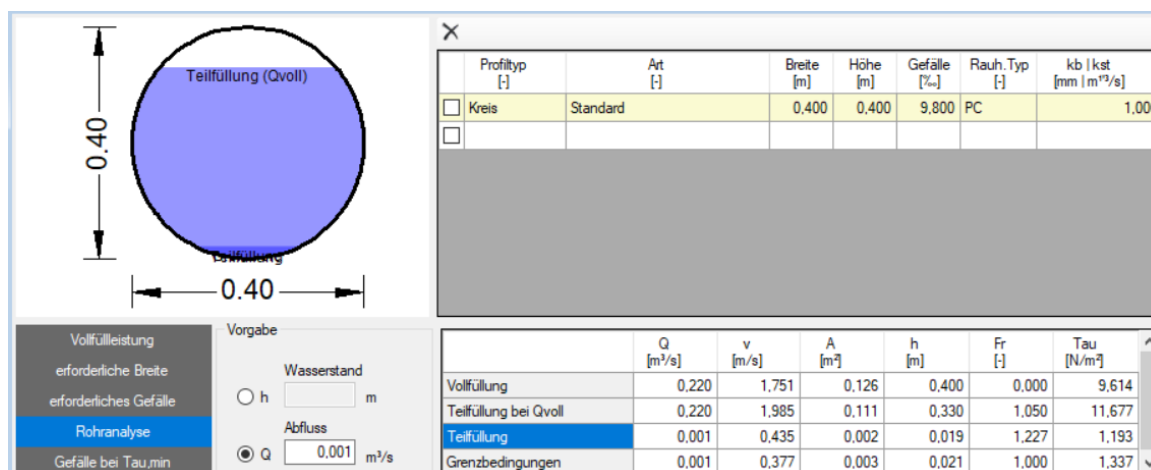 Teilfüllung (Qvoll)
0.40
Teilfüllung
0.40
Profiltyp Art Breite Höhe Gefälle Rauh.Typ kb | kst
[-] [-] [m] [m] [‰] [-] [mm | m¹'³/s]
Kreis Standard 0,400 0,400 9,800 PC 1,00
Vollfülleistung
erforderliche Breite
erforderliches Gefälle
Rohranalyse
Gefälle bei Tau,min
Vorgabe
Wasserstand
h m
Abfluss
Q 0,001 m³/s
Q v A h Fr Tau
[m³/s] [m/s] [m²] [m] [-] [N/m²]
Vollfüllung 0,220 1,751 0,126 0,400 0,000 9,614
Teilfüllung bei Qvoll 0,220 1,985 0,111 0,330 1,050 11,677
Teilfüllung 0,001 0,435 0,002 0,019 1,227 1,193
Grenzbedingungen 0,001 0,377 0,003 0,021 1,000 1,337